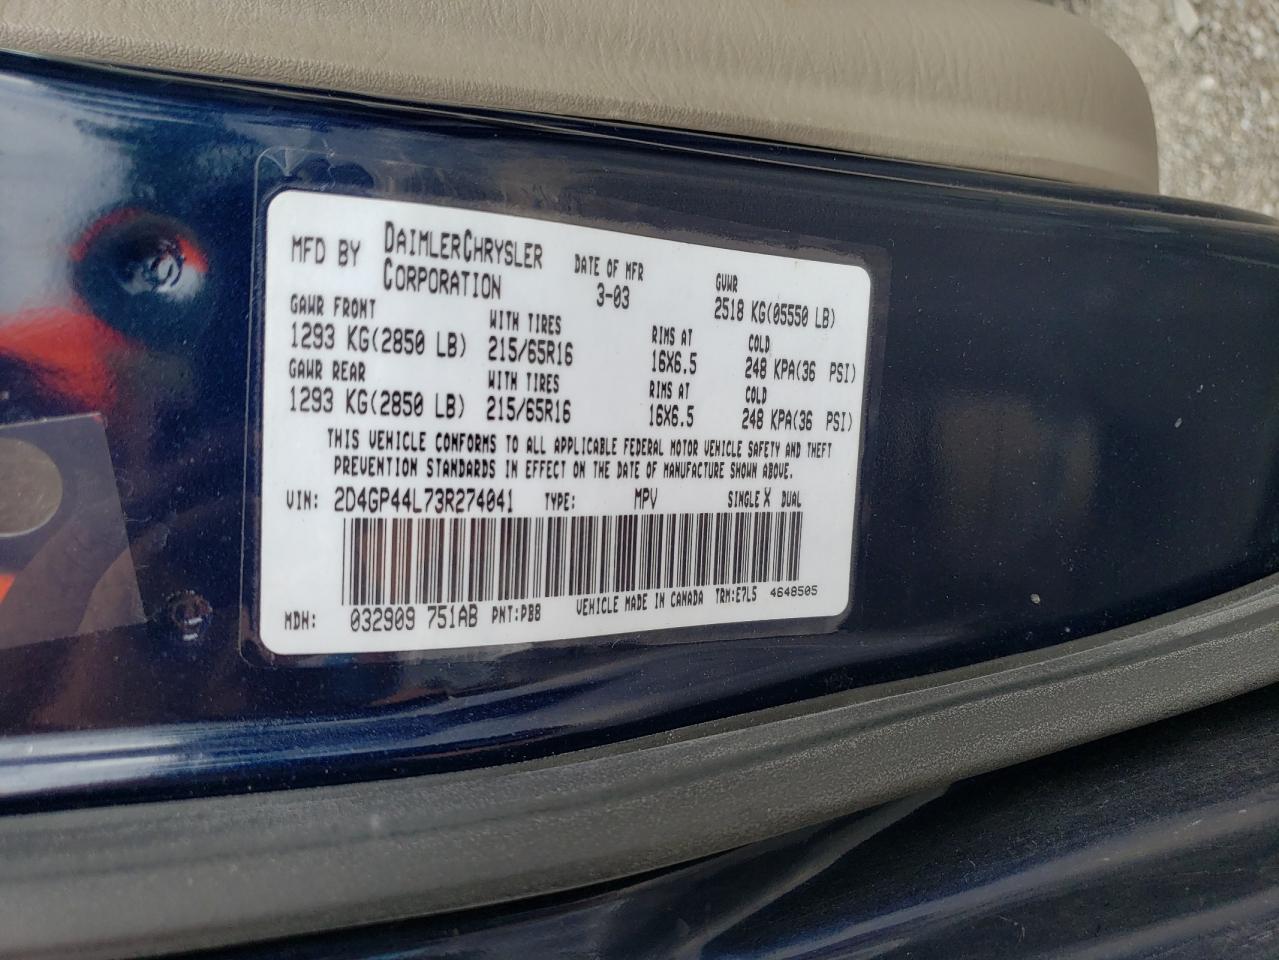 MFD BY DAIMLERCHRYSLER CORPORATION DATE OF MFR 3-03 GVWR 2518 KG(05550 LB)
GAWR FRONT WITH TIRES RIMS AT COLD
1293 KG(2850 LB) 215/65R16 16X6.5 248 KPA(36 PSI)
GAWR REAR WITH TIRES RIMS AT COLD
1293 KG(2850 LB) 215/65R16 16X6.5 248 KPA(36 PSI)
THIS VEHICLE CONFORMS TO ALL APPLICABLE FEDERAL MOTOR VEHICLE SAFETY AND THEFT
PREVENTION STANDARDS IN EFFECT ON THE DATE OF MANUFACTURE SHOWN ABOVE.
VIN: 2D4GP44L73R274041 TYPE: MPV SINGLE X DUAL
MDH: 032909 751AB PNT:PB8 VEHICLE MADE IN CANADA TRM:E7L5 4648505